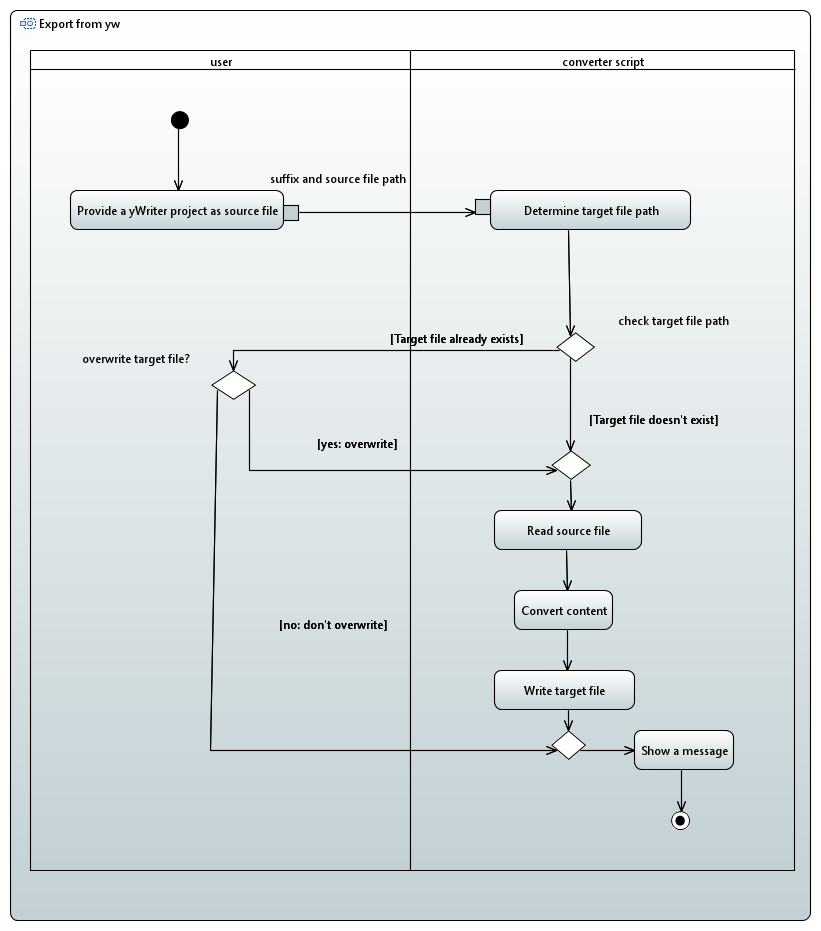 Export from yw
user
converter script
suffix and source file path
Provide a yWriter project as source file
Determine target file path
check target file path
[Target file already exists]
overwrite target file?
[Target file doesn't exist]
[yes: overwrite]
Read source file
Convert content
[no: don't overwrite]
Write target file
Show a message